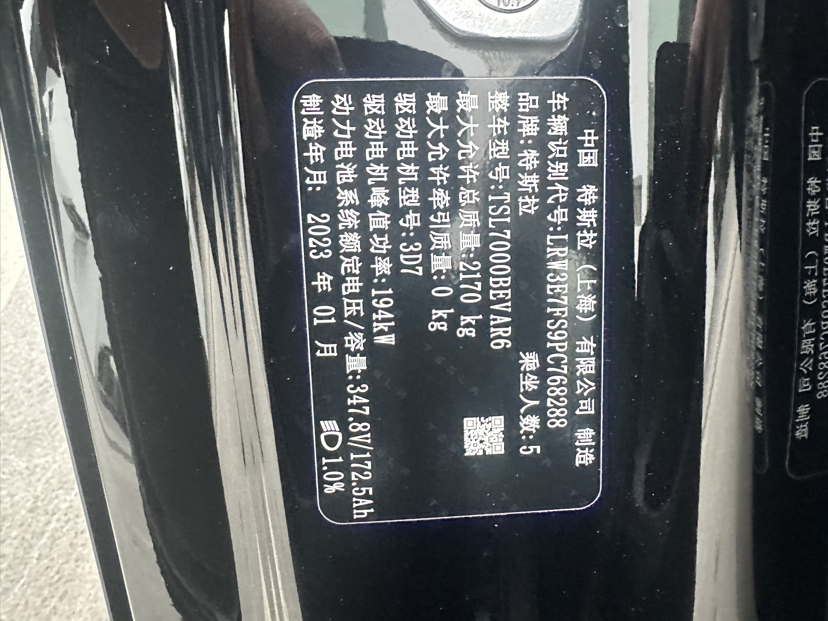 中国 特斯拉（上海）有限公司 制造
车辆识别代号:LRW3E7FS9PC768288
品牌:特斯拉 乘坐人数:5
整车型号:TSL7000BEVAR6
最大允许总质量:2170 kg
最大允许牵引质量:0 kg
驱动电机型号:3D7
驱动电机峰值功率:194kW
动力电池系统额定电压/容量:347.8V/172.5Ah
制造年月: 2023 年 01 月 1.0%